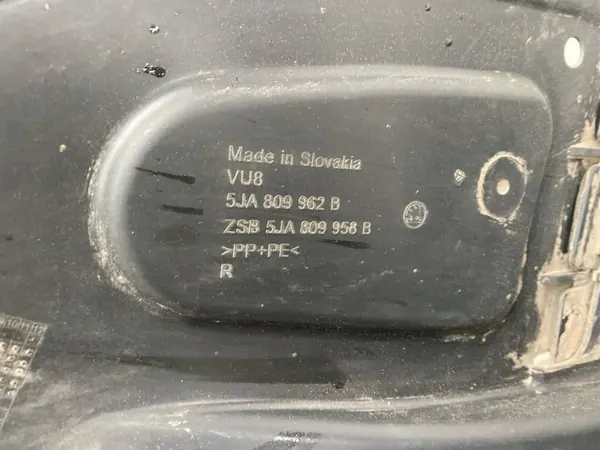 Made in Slovakia
VU8
5JA 809 962 B
ZSB 5JA 809 958 B
>PP+PE<
R